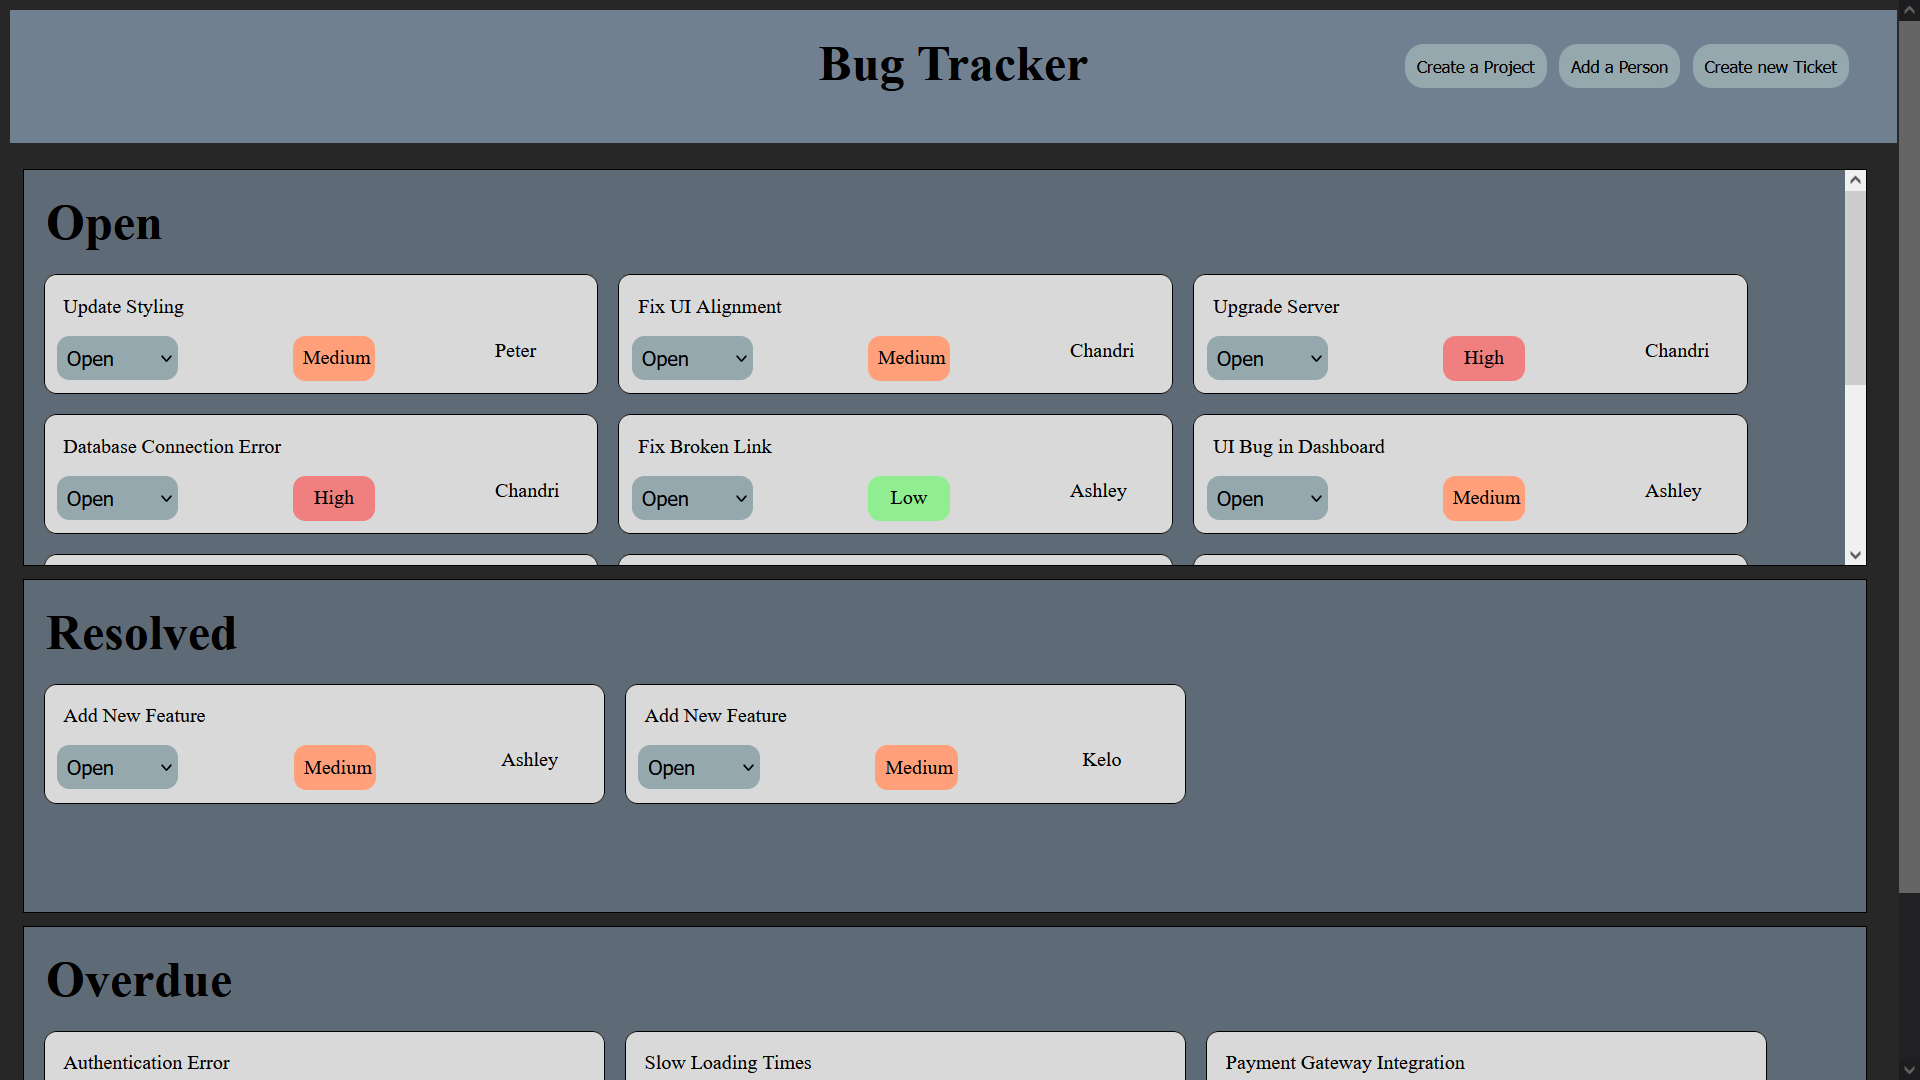 Bug Tracker
Create a Project
Add a Person
Create new Ticket
Open
Update Styling
Open
Medium
Peter
Fix UI Alignment
Open
Medium
Chandri
Upgrade Server
Open
High
Chandri
Database Connection Error
Open
High
Chandri
Fix Broken Link
Open
Low
Ashley
UI Bug in Dashboard
Open
Medium
Ashley
Resolved
Add New Feature
Open
Medium
Ashley
Add New Feature
Open
Medium
Kelo
Overdue
Authentication Error
Slow Loading Times
Payment Gateway Integration